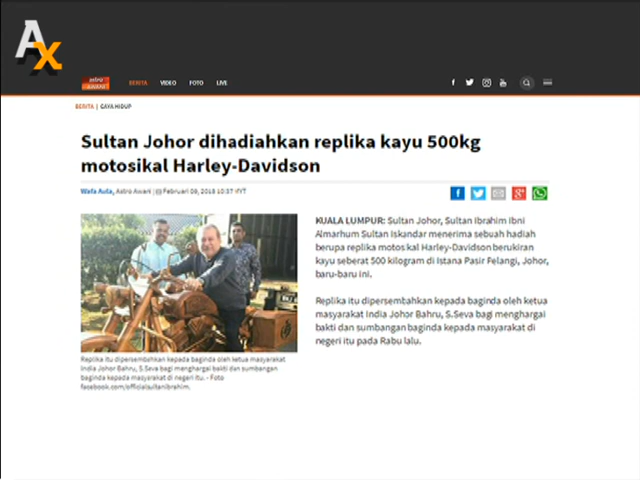 AX
astro
AWANI
BERITA VIDEO FOTO LIVE
BERITA | GAYA HIDUP
Sultan Johor dihadiahkan replika kayu 500kg
motosikal Harley-Davidson
Wafa Aula, Astro Awani | Februari 09, 2018 10:37 MYT
KUALA LUMPUR: Sultan Johor, Sultan Ibrahim Ibni
Almarhum Sultan Iskandar menerima sebuah hadiah
berupa replika motosikal Harley-Davidson berukiran
kayu seberat 500 kilogram di Istana Pasir Pelangi, Johor,
baru-baru ini.
Replika itu dipersembahkan kepada baginda oleh ketua
masyarakat India Johor Bahru, S.Seva bagi menghargai
bakti dan sumbangan baginda kepada masyarakat di
negeri itu pada Rabu lalu.
Replika itu dipersembahkan kepada baginda oleh ketua masyarakat
India Johor Bahru, S.Seva bagi menghargai bakti dan sumbangan
baginda kepada masyarakat di negeri itu. - Foto
facebook.com/officialsultanibrahim.